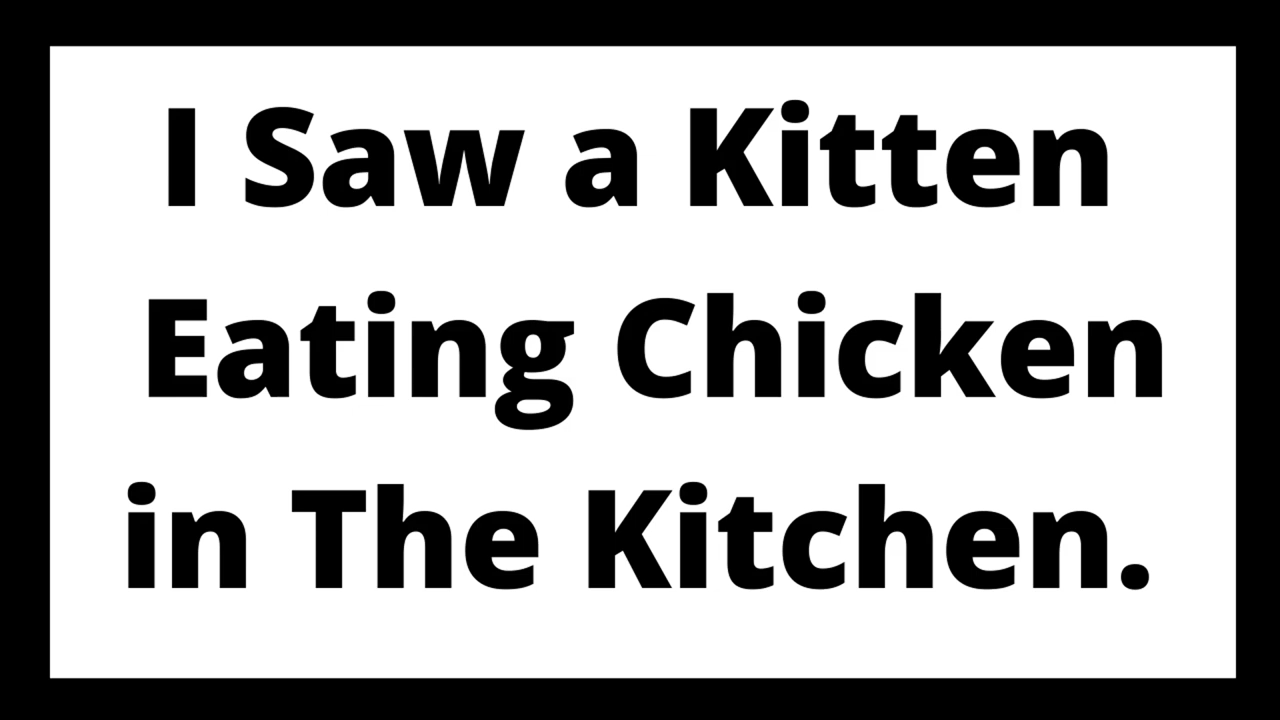 I Saw a Kitten
Eating Chicken
in The Kitchen.